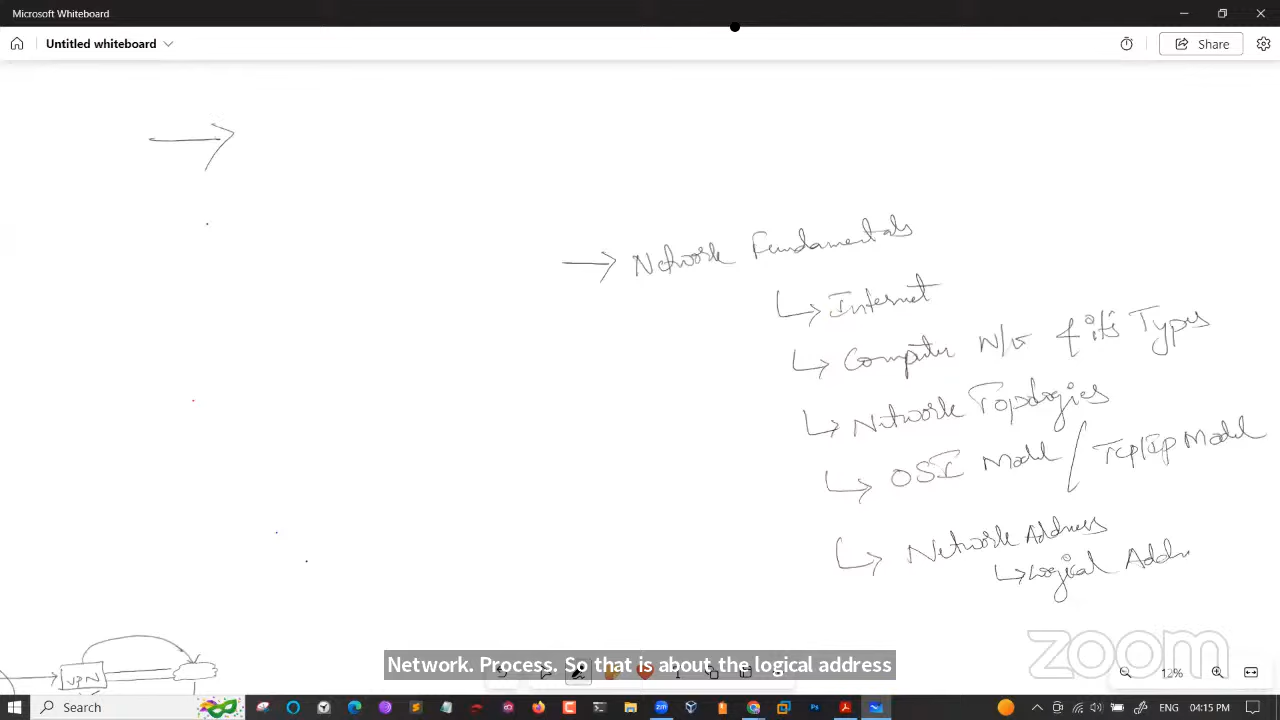 Microsoft Whiteboard
Untitled whiteboard
Share
→ Network Fundamentals
↳ Internet
↳ Computer N/w & its Types
↳ Network Topologies
↳ OSI Model / Tcp/Ip Model
↳ Network Address
↳ Logical Addr
VPN
zoom
Network. Process. So that is about the logical address
12%
Search
ENG
04:15 PM